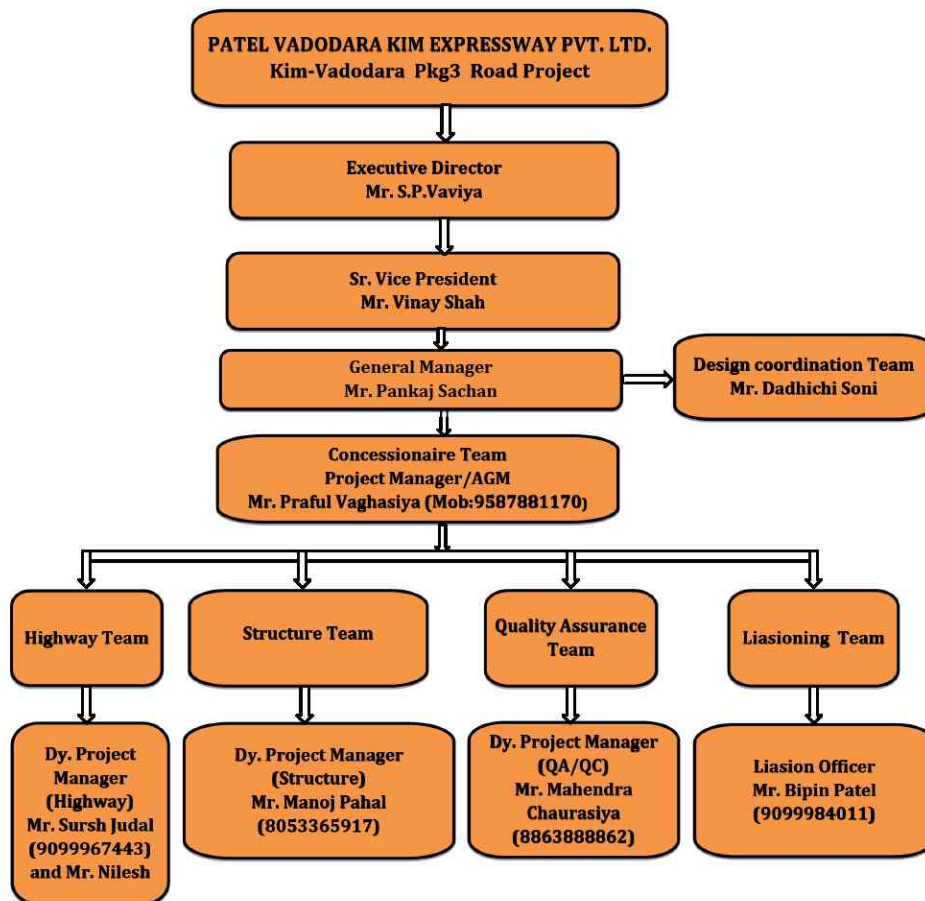 PATEL VADODARA KIM EXPRESSWAY PVT. LTD.
Kim-Vadodara Pkg3 Road Project
Executive Director
Mr. S.P.Vaviya
Sr. Vice President
Mr. Vinay Shah
General Manager
Mr. Pankaj Sachan
Design coordination Team
Mr. Dadhichi Soni
Concessionaire Team
Project Manager/AGM
Mr. Praful Vaghasiya (Mob:9587881170)
Highway Team
Structure Team
Quality Assurance
Team
Liasioning Team
Dy. Project
Manager
(Highway)
Mr. Sursh Judal
(9099967443)
and Mr. Nilesh
Dy. Project Manager
(Structure)
Mr. Manoj Pahal
(8053365917)
Dy. Project Manager
(QA/QC)
Mr. Mahendra
Chaurasiya
(8863888862)
Liasion Officer
Mr. Bipin Patel
(9099984011)